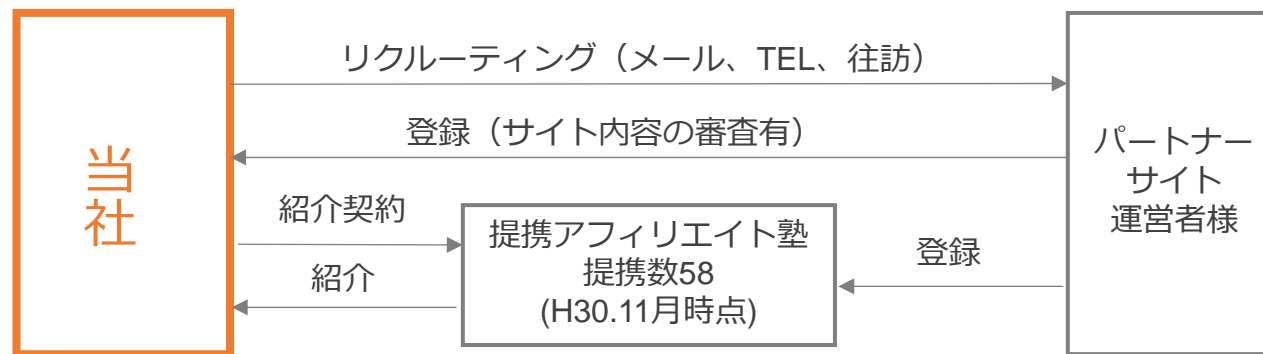 リクルーティング（メール、TEL、往訪）
登録（サイト内容の審査有）
当
社
紹介契約
紹介
提携アフィリエイト塾
提携数58
(H30.11月時点)
登録
パートナー
サイト
運営者様